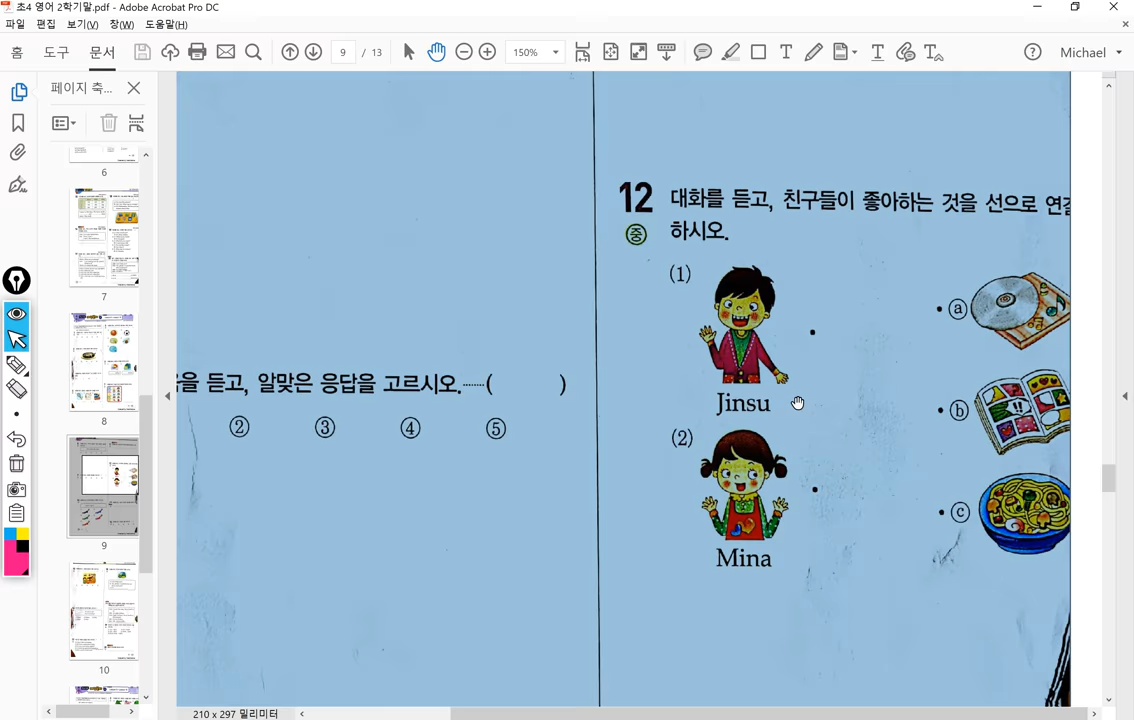 초4 영어 2학기말.pdf - Adobe Acrobat Pro DC
파일 편집 보기(V) 창(W) 도움말(H)
홈 도구 문서 9 / 13 150% Michael
페이지 축...
6
7
8
9
10
12 대화를 듣고, 친구들이 좋아하는 것을 선으로 연결
중 하시오.
(1)
ⓐ
Jinsu
ⓑ
(2)
ⓒ
Mina
을 듣고, 알맞은 응답을 고르시오. ······( )
② ③ ④ ⑤
210 x 297 밀리미터